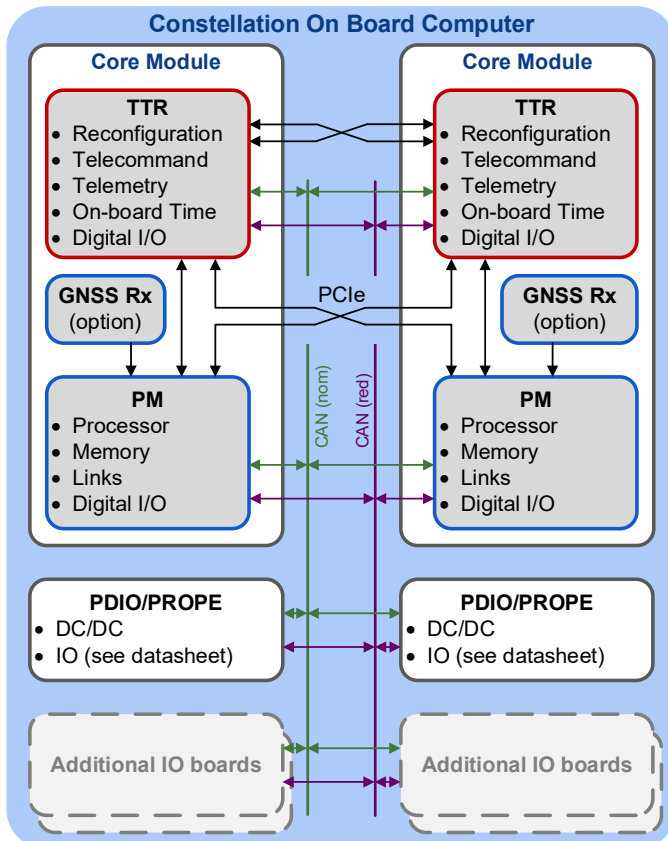 Constellation On Board Computer
Core Module
TTR
• Reconfiguration
• Telecommand
• Telemetry
• On-board Time
• Digital I/O
GNSS Rx
(option)
PM
• Processor
• Memory
• Links
• Digital I/O
PCIe
CAN (nom)
CAN (red)
Core Module
TTR
• Reconfiguration
• Telecommand
• Telemetry
• On-board Time
• Digital I/O
GNSS Rx
(option)
PM
• Processor
• Memory
• Links
• Digital I/O
PDIO/PROPE
• DC/DC
• IO (see datasheet)
PDIO/PROPE
• DC/DC
• IO (see datasheet)
Additional IO boards
Additional IO boards